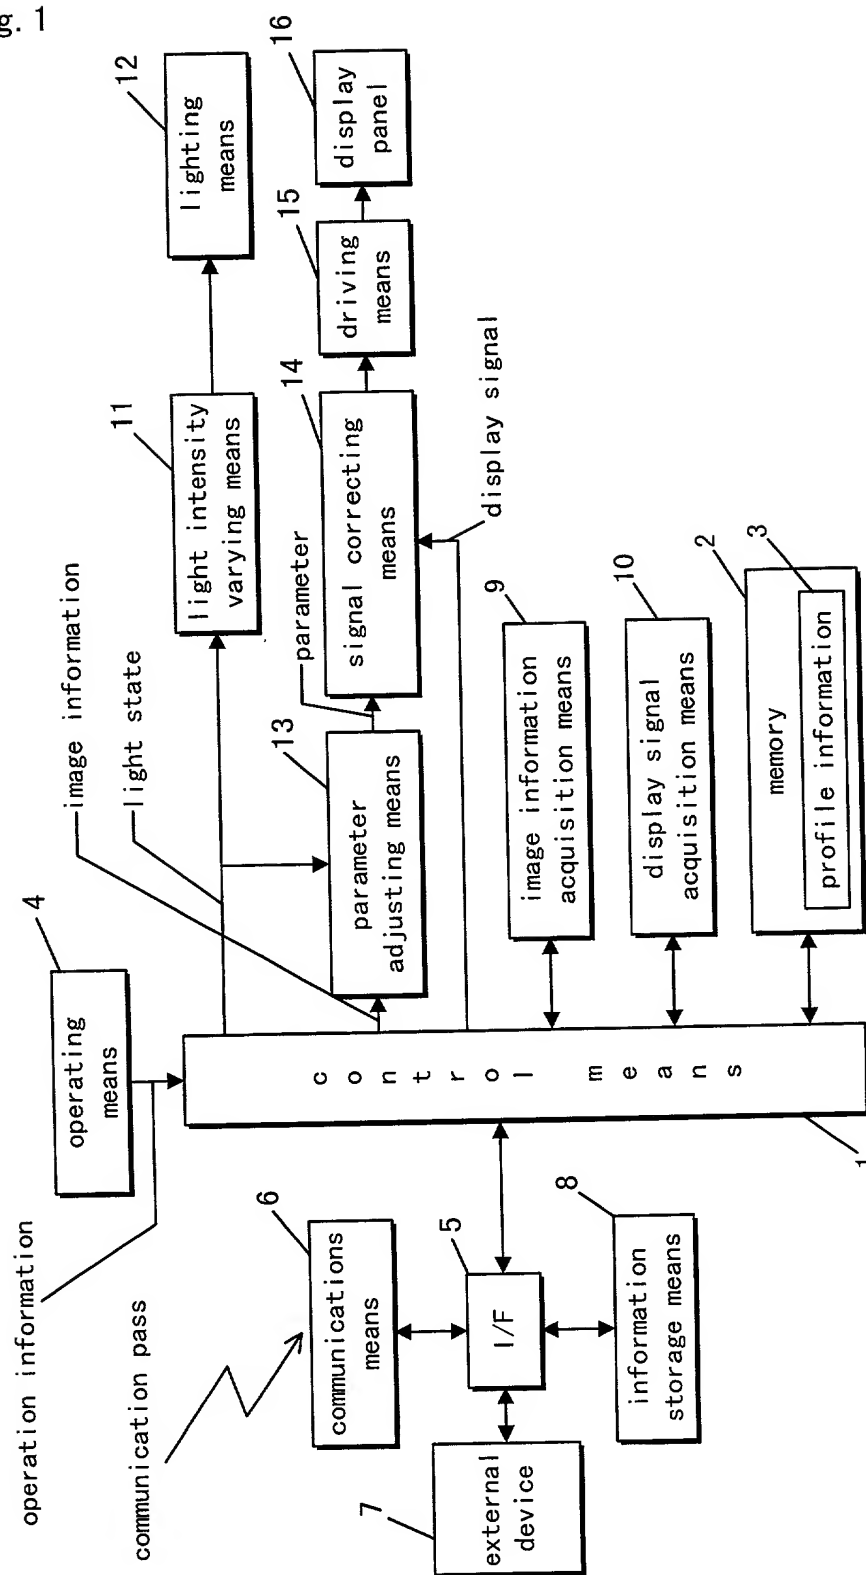 g. 1
12
lighting
means
16
display
panel
15
driving
means
11
light intensity
varying means
14
signal correcting
means
display signal
parameter
image information
light state
13
parameter
adjusting means
9
image information
acquisition means
10
display signal
acquisition means
2
memory
3
profile information
4
operating
means
operation information
control means
1
communication pass
6
communications
means
5
I/F
8
information
storage means
7
external
device